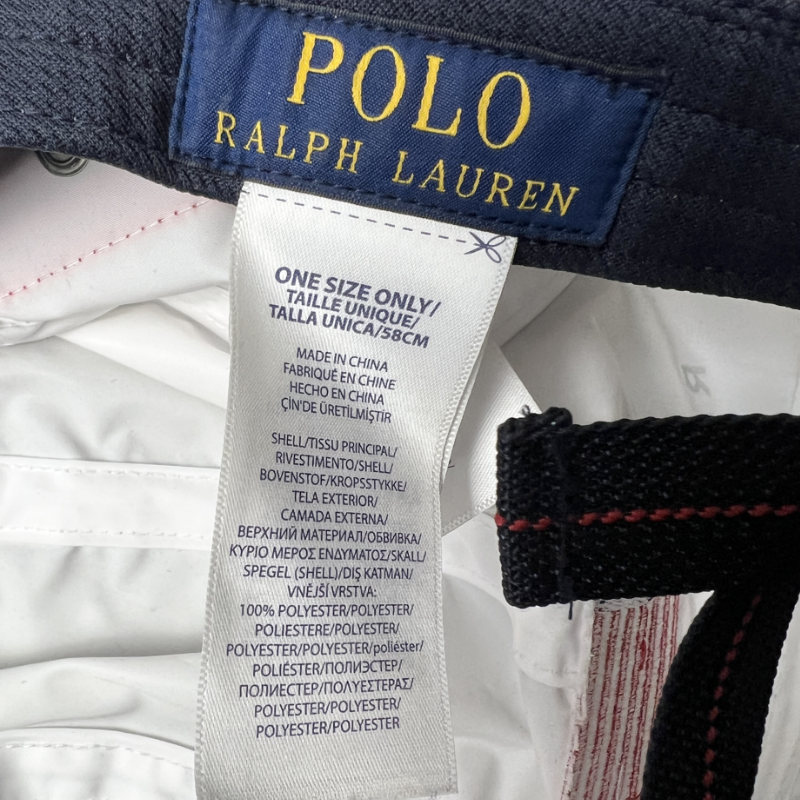 POLO
RALPH LAUREN
ONE SIZE ONLY/
TAILLE UNIQUE/
TALLA UNICA/58CM
MADE IN CHINA
FABRIQUÉ EN CHINE
HECHO EN CHINA
ÇİN'DE ÜRETİLMİŞTİR
SHELL/TISSU PRINCIPAL/
RIVESTIMENTO/SHELL/
BOVENSTOF/KROPSSTYKKE/
TELA EXTERIOR/
CAMADA EXTERNA/
ВЕРХНИЙ МАТЕРИАЛ/ОБВИВКА/
ΚΥΡΙΟ ΜΕΡΟΣ ΕΝΔΥΜΑΤΟΣ/SKALL/
SPEGEL (SHELL)/DIŞ KATMAN/
VNĚJŠÍ VRSTVA:
100% POLYESTER/POLYESTER/
POLIESTERE/POLYESTER/
POLYESTER/POLYESTER/poliéster/
POLIÉSTER/ПОЛИЭСТЕР/
ПОЛИЕСТЕР/ΠΟΛΥΕΣΤΕΡΑΣ/
POLYESTER/POLYESTER/
POLYESTER/POLYESTER
R